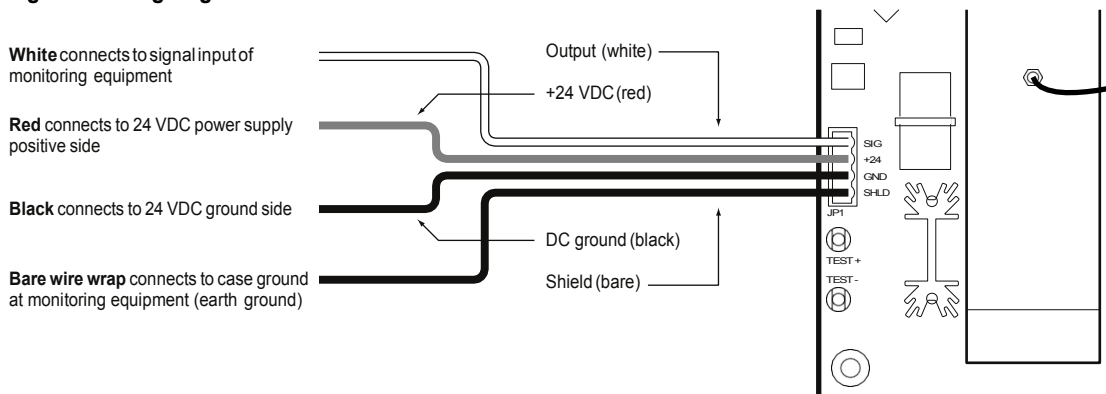 White connects to signal input of
monitoring equipment
Red connects to 24 VDC power supply
positive side
Black connects to 24 VDC ground side
Bare wire wrap connects to case ground
at monitoring equipment (earth ground)
Output (white)
+24 VDC (red)
DC ground (black)
Shield (bare)
SIG
+24
GND
SHLD
JP1
TEST +
TEST -